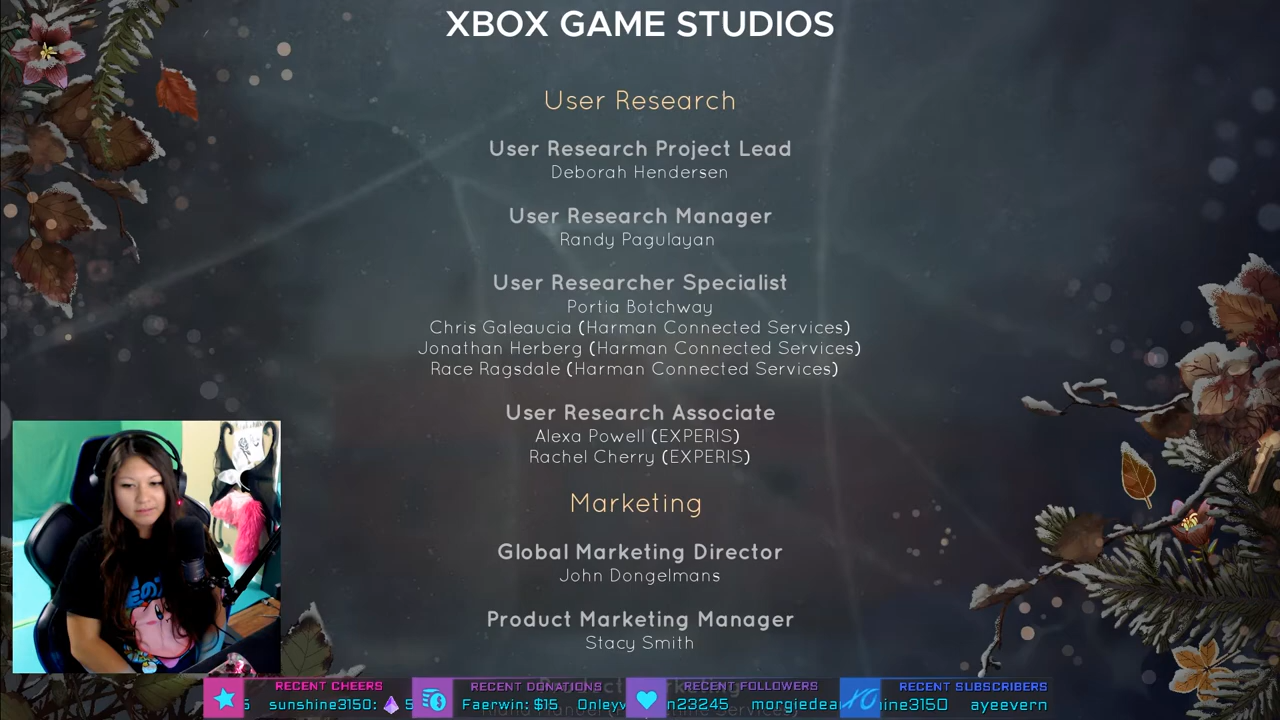 XBOX GAME STUDIOS
User Research
User Research Project Lead
Deborah Hendersen
User Research Manager
Randy Pagulayan
User Researcher Specialist
Portia Botchway
Chris Galeaucia (Harman Connected Services)
Jonathan Herberg (Harman Connected Services)
Race Ragsdale (Harman Connected Services)
User Research Associate
Alexa Powell (EXPERIS)
Rachel Cherry (EXPERIS)
Marketing
Global Marketing Director
John Dongelmans
Product Marketing Manager
Stacy Smith
RECENT CHEERS
sunshine3150:
RECENT DONATIONS
Faerwin: $15
RECENT FOLLOWERS
n23245 morgiedea
RECENT SUBSCRIBERS
hine3150 ayeevern